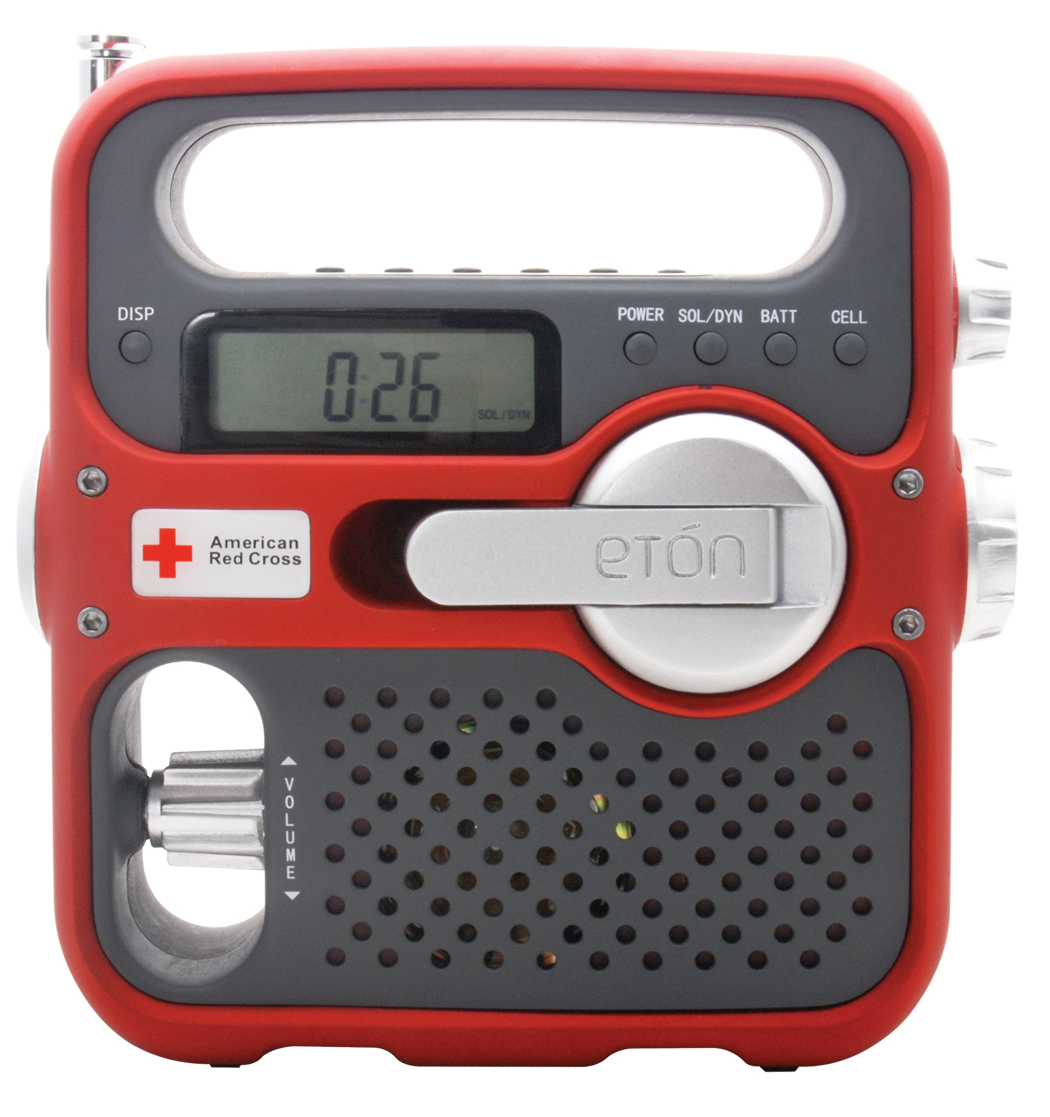 DISP
POWER SOL/DYN BATT CELL
0:26
SOL/DYN
American
Red Cross
etón
VOLUME